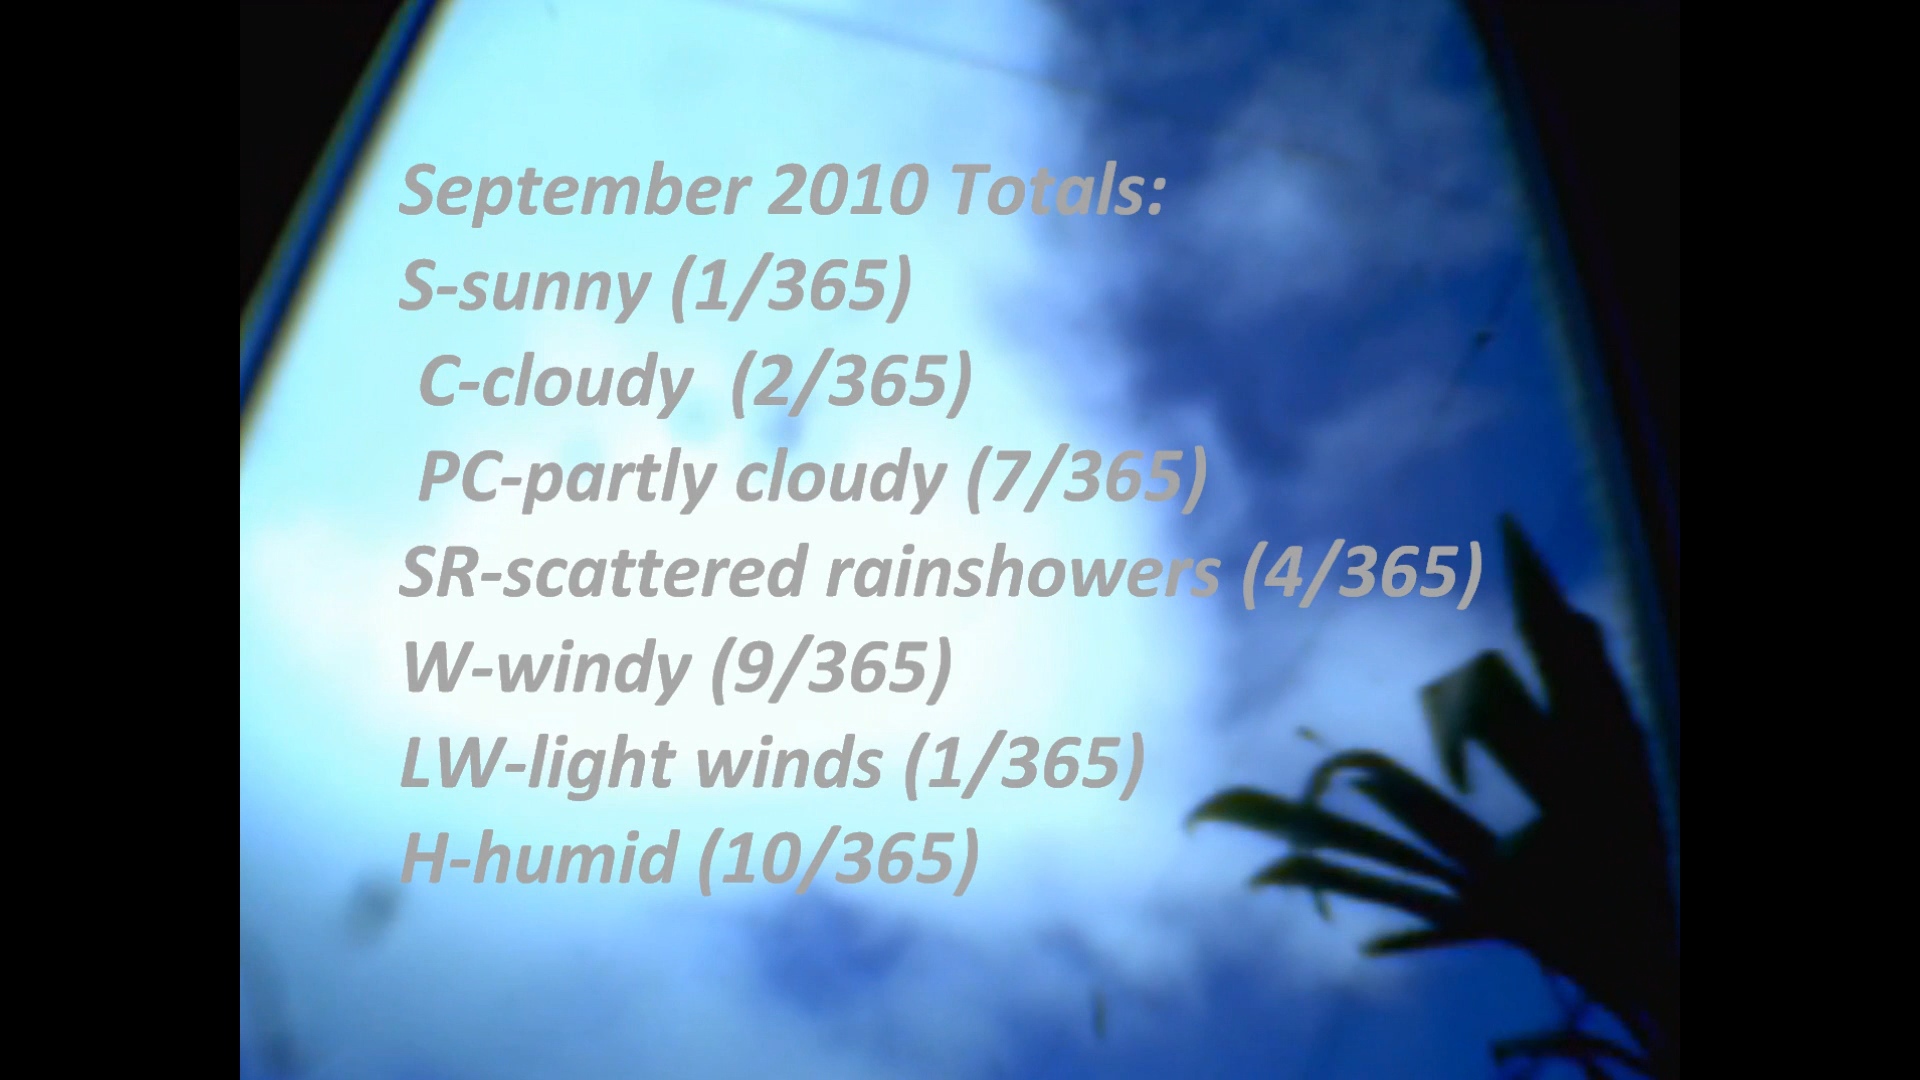 September 2010 Totals:
S-sunny (1/365)
C-cloudy (2/365)
PC-partly cloudy (7/365)
SR-scattered rainshowers (4/365)
W-windy (9/365)
LW-light winds (1/365)
H-humid (10/365)